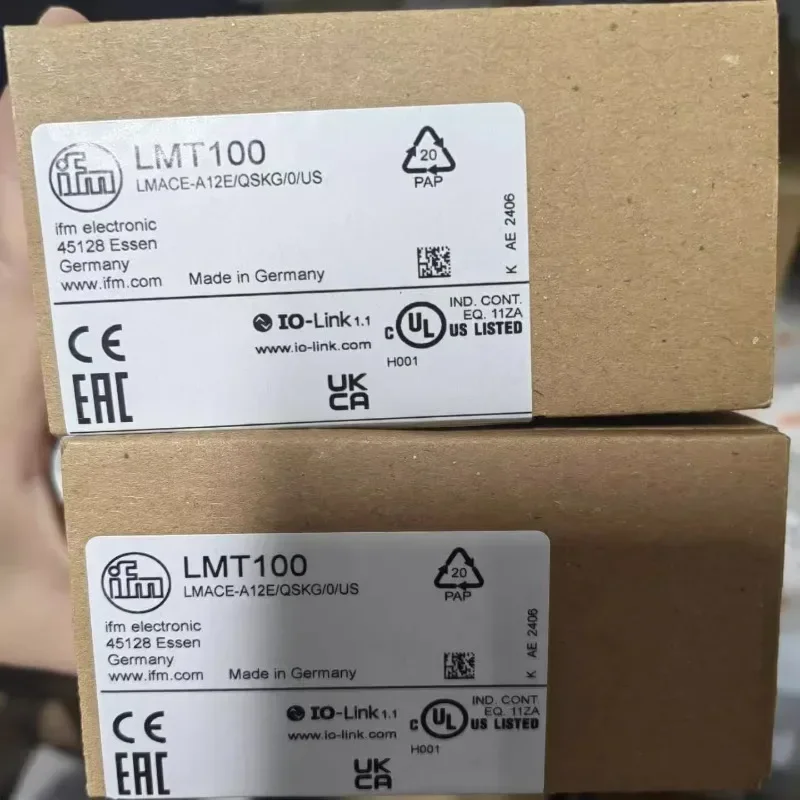 ifm
LMT100
LMACE-A12E/QSKG/0/US
20
PAP
ifm electronic
45128 Essen
Germany
www.ifm.com
Made in Germany
K AE 2406
CE
EAC
IO-Link 1.1
www.io-link.com
UK
CA
c UL US LISTED
IND. CONT.
EQ. 11ZA
H001
ifm
LMT100
LMACE-A12E/QSKG/0/US
20
PAP
ifm electronic
45128 Essen
Germany
www.ifm.com
Made in Germany
K AE 2406
CE
EAC
IO-Link 1.1
www.io-link.com
UK
CA
c UL US LISTED
IND. CONT.
EQ. 11ZA
H001